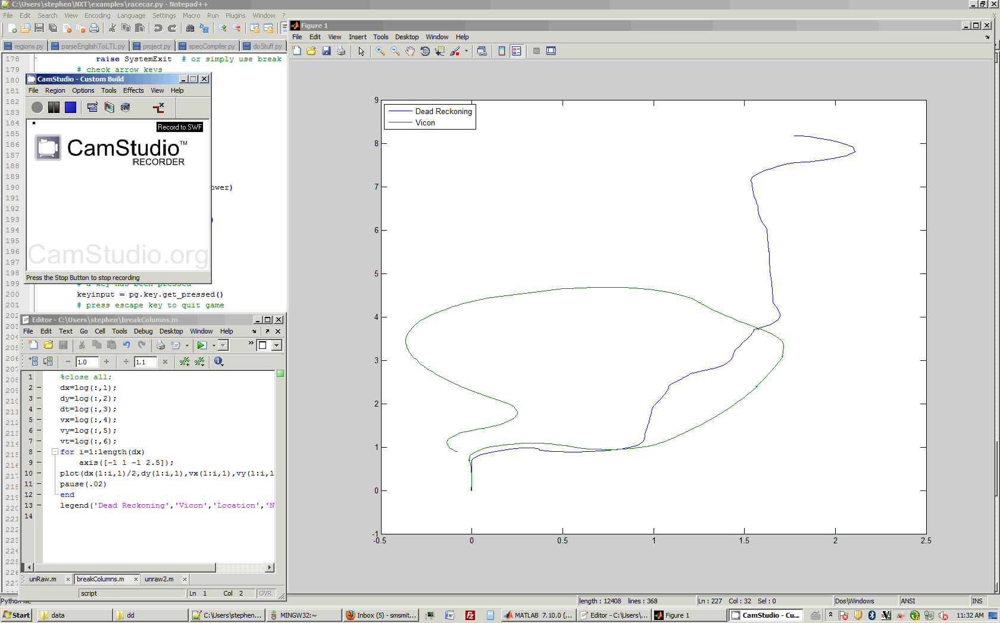 C:\Users\stephen\NXT\examples\racecar.py - Notepad++
File Edit Search View Encoding Language Settings Macro Run Plugins Window ?
regions.py parseEnglishToLTL.py project.py specCompiler.py doStuff.py
178 raise SystemExit # or simply use break
179 # check arrow keys
180
181
182
183
184
185
186
187
188
189
190 ower)
191
192
193 )
194
195
196
197
198
199 # a key has been pressed
200 keyinput = pg.key.get_pressed()
201 # press escape key to quit game
CamStudio - Custom Build
File Region Options Tools Effects View Help
Record to SWF
CamStudio™
RECORDER
CamStudio.org
Press the Stop Button to stop recording
Editor - C:\Users\stephen\breakColumns.m
File Edit Text Go Cell Tools Debug Desktop Window Help
- 1.0 + ÷ 1.1 ×
1 %close all;
2 dx=log(:,1);
3 dy=log(:,2);
4 dt=log(:,3);
5 vx=log(:,4);
6 vy=log(:,5);
7 vt=log(:,6);
8 for i=1:length(dx)
9 axis([-1 1 -1 2.5]);
10 plot(dx(1:i,1)/2,dy(1:i,1),vx(1:i,1),vy(1:i,1
11 pause(.02)
12 end
13 legend('Dead Reckoning','Vicon','Location','N
14
unRaw.m breakColumns.m unraw2.m
script Ln 1 Col 2 OVR
Figure 1
File Edit View Insert Tools Desktop Window Help
Dead Reckoning
Vicon
9
8
7
6
5
4
3
2
1
0
-1
-0.5 0 0.5 1 1.5 2 2.5
length : 12408 lines : 368 Ln : 227 Col : 32 Sel : 0 Dos\Windows ANSI INS
Start data dd C:\Users\stephen... MINGW32:~ Inbox (5) - smsmit... MATLAB 7.10.0 (... Editor - C:\Users\... Figure 1 CamStudio - Cu... 11:32 AM